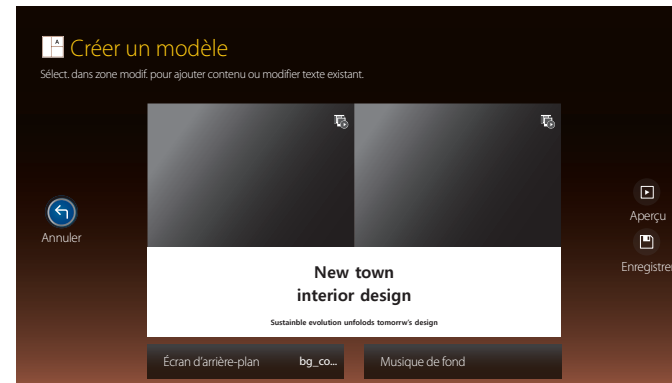 A
Créer un modèle
Sélect. dans zone modif. pour ajouter contenu ou modifier texte existant.
Annuler
Aperçu
Enregistrer
New town
interior design
Sustainble evolution unfolods tomorrw's design
Écran d'arrière-plan bg_co...
Musique de fond